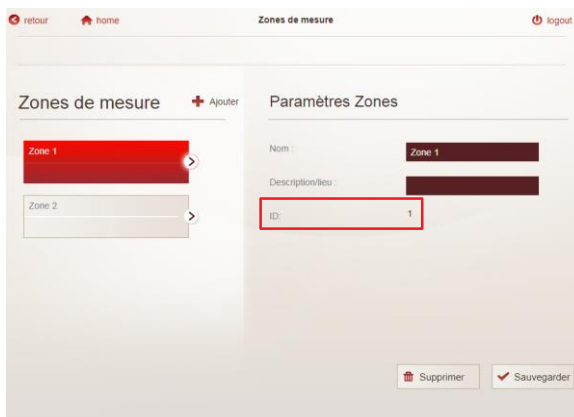 retour home Zones de mesure logout
Zones de mesure Ajouter
Zone 1
Zone 2
Paramètres Zones
Nom : Zone 1
Description/lieu :
ID: 1
Supprimer Sauvegarder